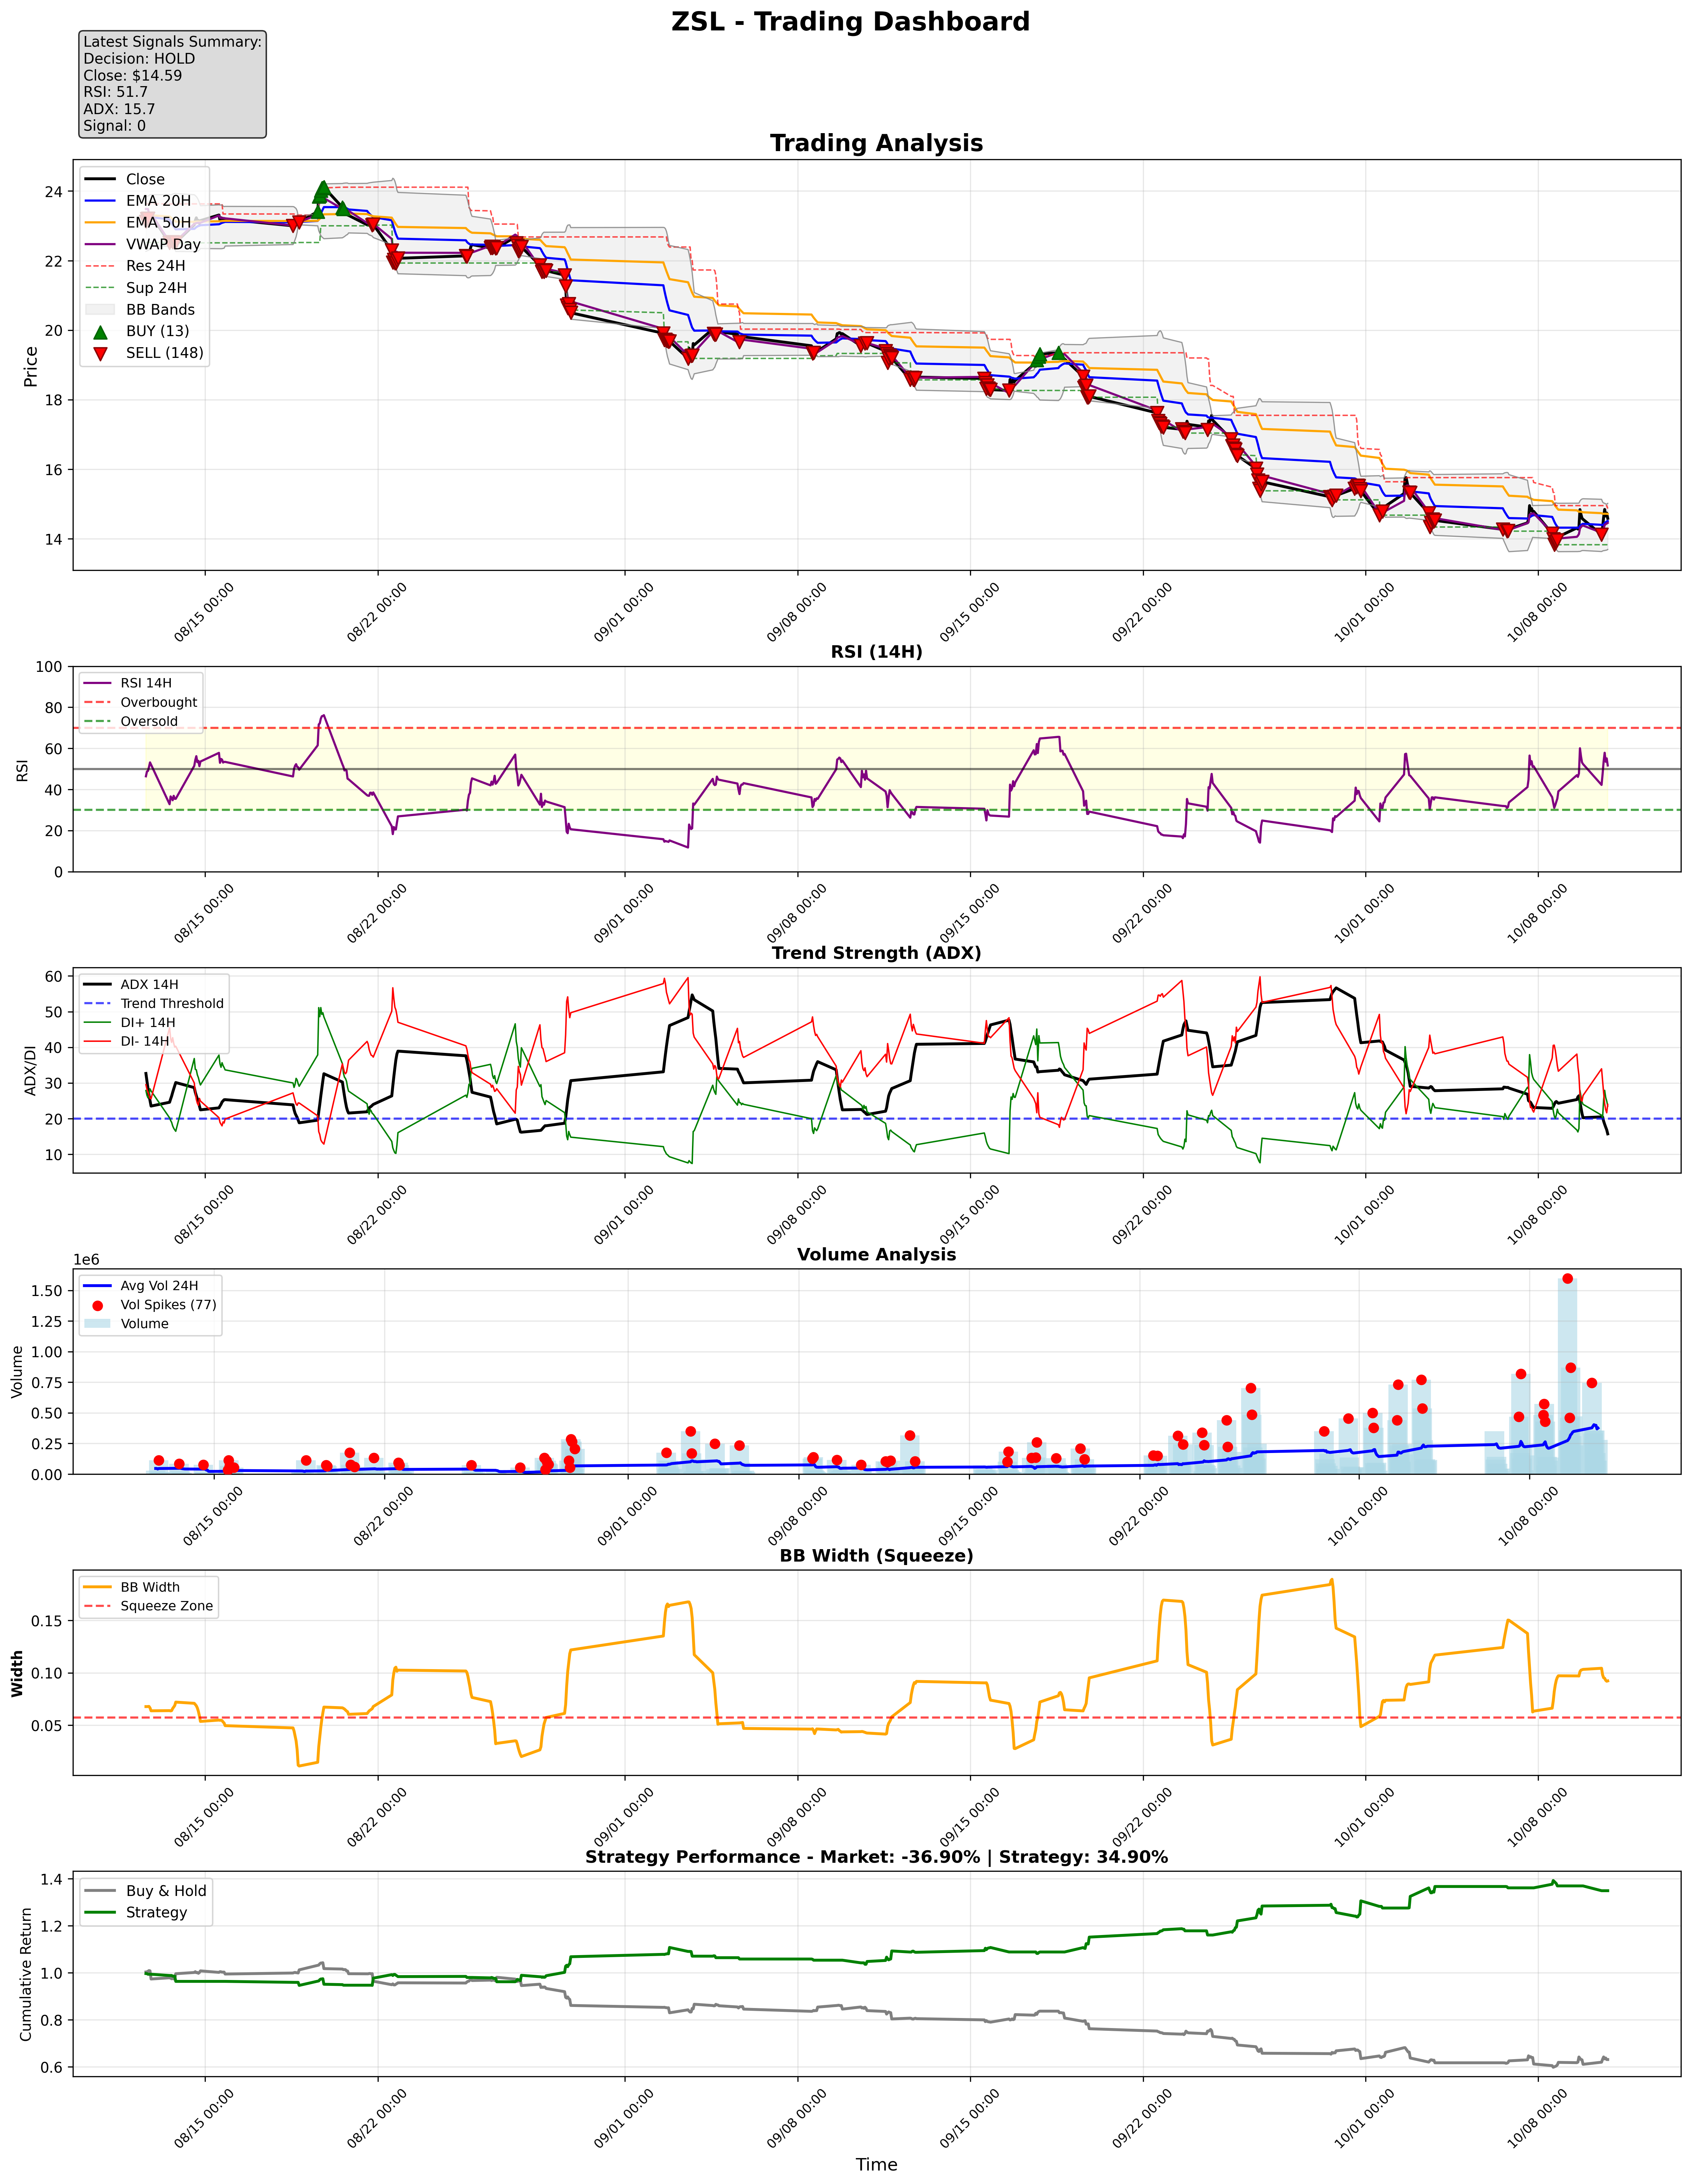 ZSL - Trading Dashboard
Latest Signals Summary:
Decision: HOLD
Close: $14.59
RSI: 51.7
ADX: 15.7
Signal: 0
Trading Analysis
Close
EMA 20H
EMA 50H
VWAP Day
Res 24H
Sup 24H
BB Bands
BUY (13)
SELL (148)
Price
24
22
20
18
16
14
08/15 00:00
08/22 00:00
09/01 00:00
09/08 00:00
09/15 00:00
09/22 00:00
10/01 00:00
10/08 00:00
RSI (14H)
RSI 14H
Overbought
Oversold
RSI
100
80
60
40
20
0
08/15 00:00
08/22 00:00
09/01 00:00
09/08 00:00
09/15 00:00
09/22 00:00
10/01 00:00
10/08 00:00
Trend Strength (ADX)
ADX 14H
Trend Threshold
DI+ 14H
DI- 14H
ADX/DI
60
50
40
30
20
10
08/15 00:00
08/22 00:00
09/01 00:00
09/08 00:00
09/15 00:00
09/22 00:00
10/01 00:00
10/08 00:00
Volume Analysis
1e6
Avg Vol 24H
Vol Spikes (77)
Volume
Volume
1.50
1.25
1.00
0.75
0.50
0.25
0.00
08/15 00:00
08/22 00:00
09/01 00:00
09/08 00:00
09/15 00:00
09/22 00:00
10/01 00:00
10/08 00:00
BB Width (Squeeze)
BB Width
Squeeze Zone
Width
0.15
0.10
0.05
08/15 00:00
08/22 00:00
09/01 00:00
09/08 00:00
09/15 00:00
09/22 00:00
10/01 00:00
10/08 00:00
Strategy Performance - Market: -36.90% | Strategy: 34.90%
Buy & Hold
Strategy
Cumulative Return
1.4
1.2
1.0
0.8
0.6
08/15 00:00
08/22 00:00
09/01 00:00
09/08 00:00
09/15 00:00
09/22 00:00
10/01 00:00
10/08 00:00
Time